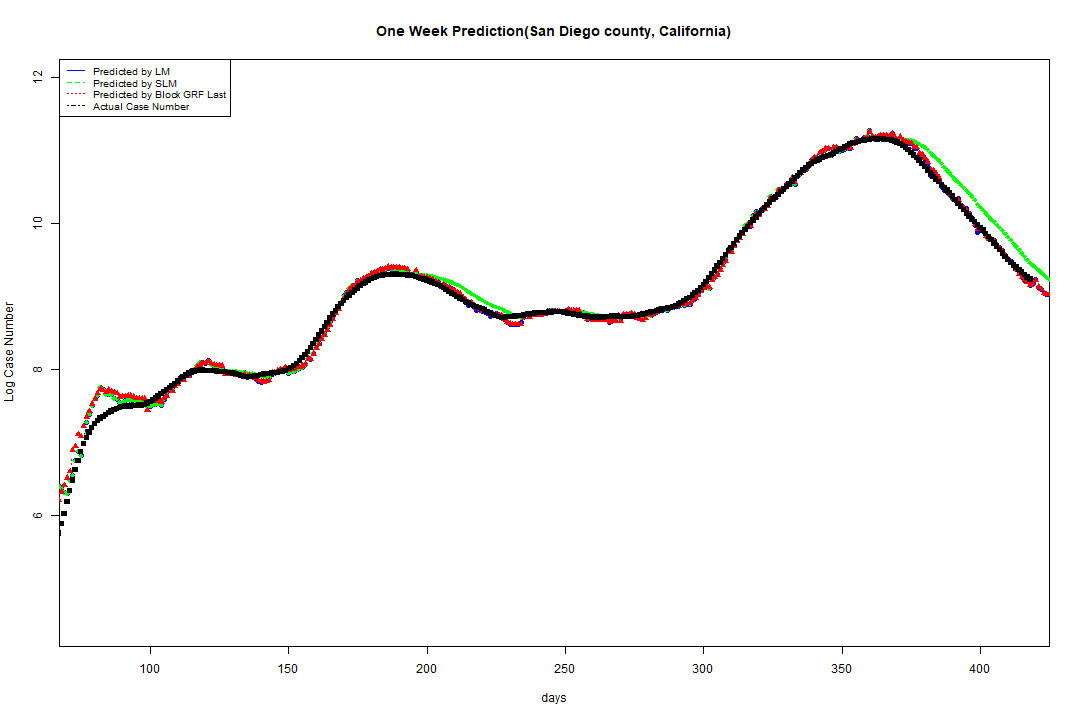 One Week Prediction(San Diego county, California)
Predicted by LM
Predicted by SLM
Predicted by Block GRF Last
Actual Case Number
12
10
8
6
Log Case Number
100 150 200 250 300 350 400
days